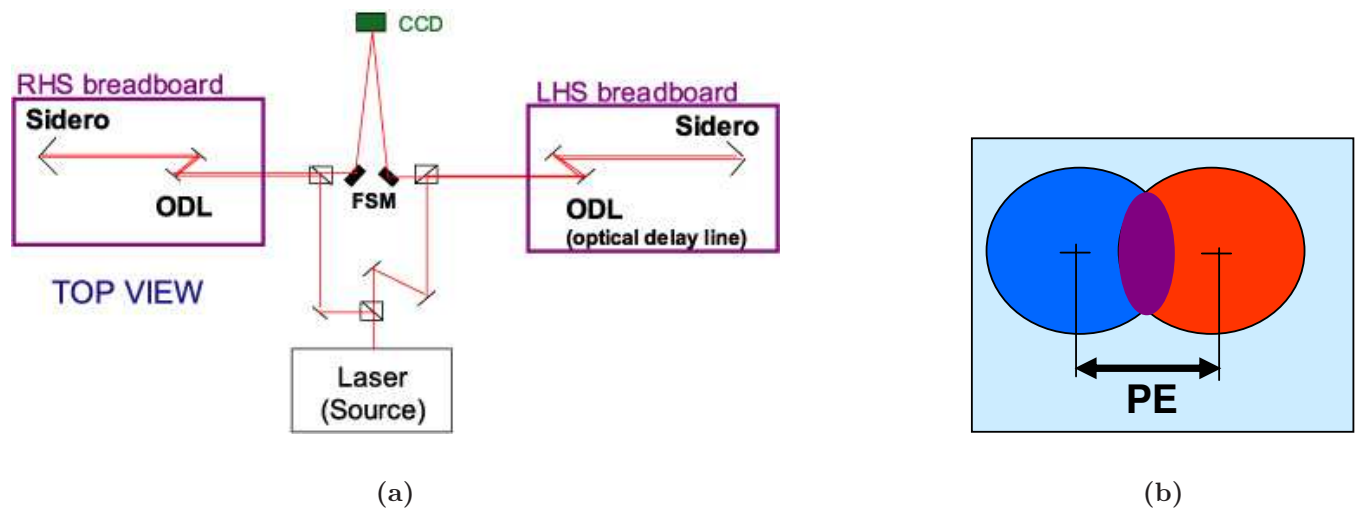 CCD
RHS breadboard
LHS breadboard
Sidero
Sidero
ODL
FSM
ODL
(optical delay line)
TOP VIEW
Laser
(Source)
PE
(a)
(b)